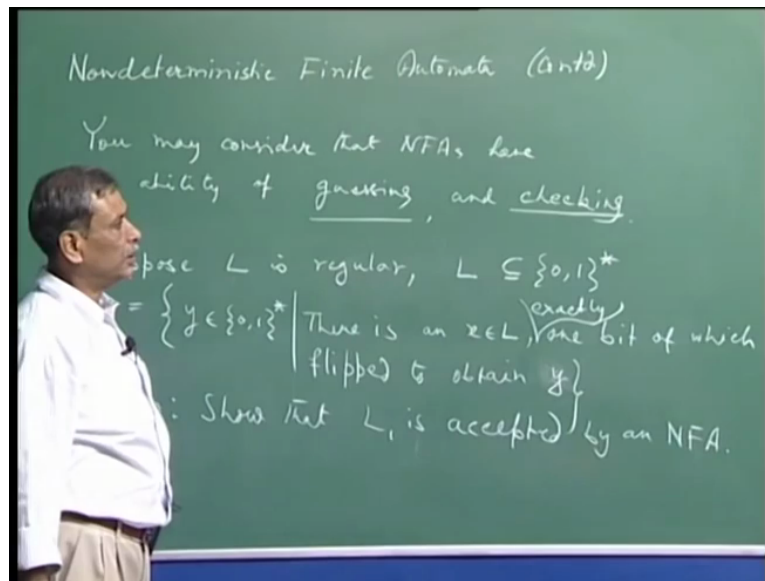 Nondeterministic Finite Automata (Contd)
You may consider that NFAs have
ability of guessing, and checking.
pose L is regular, L ⊆ {0,1}*
= { y ∈ {0,1}* | There is an x ∈ L, exactly one bit of which
flipped to obtain y}
: Show that L₁ is accepted by an NFA.